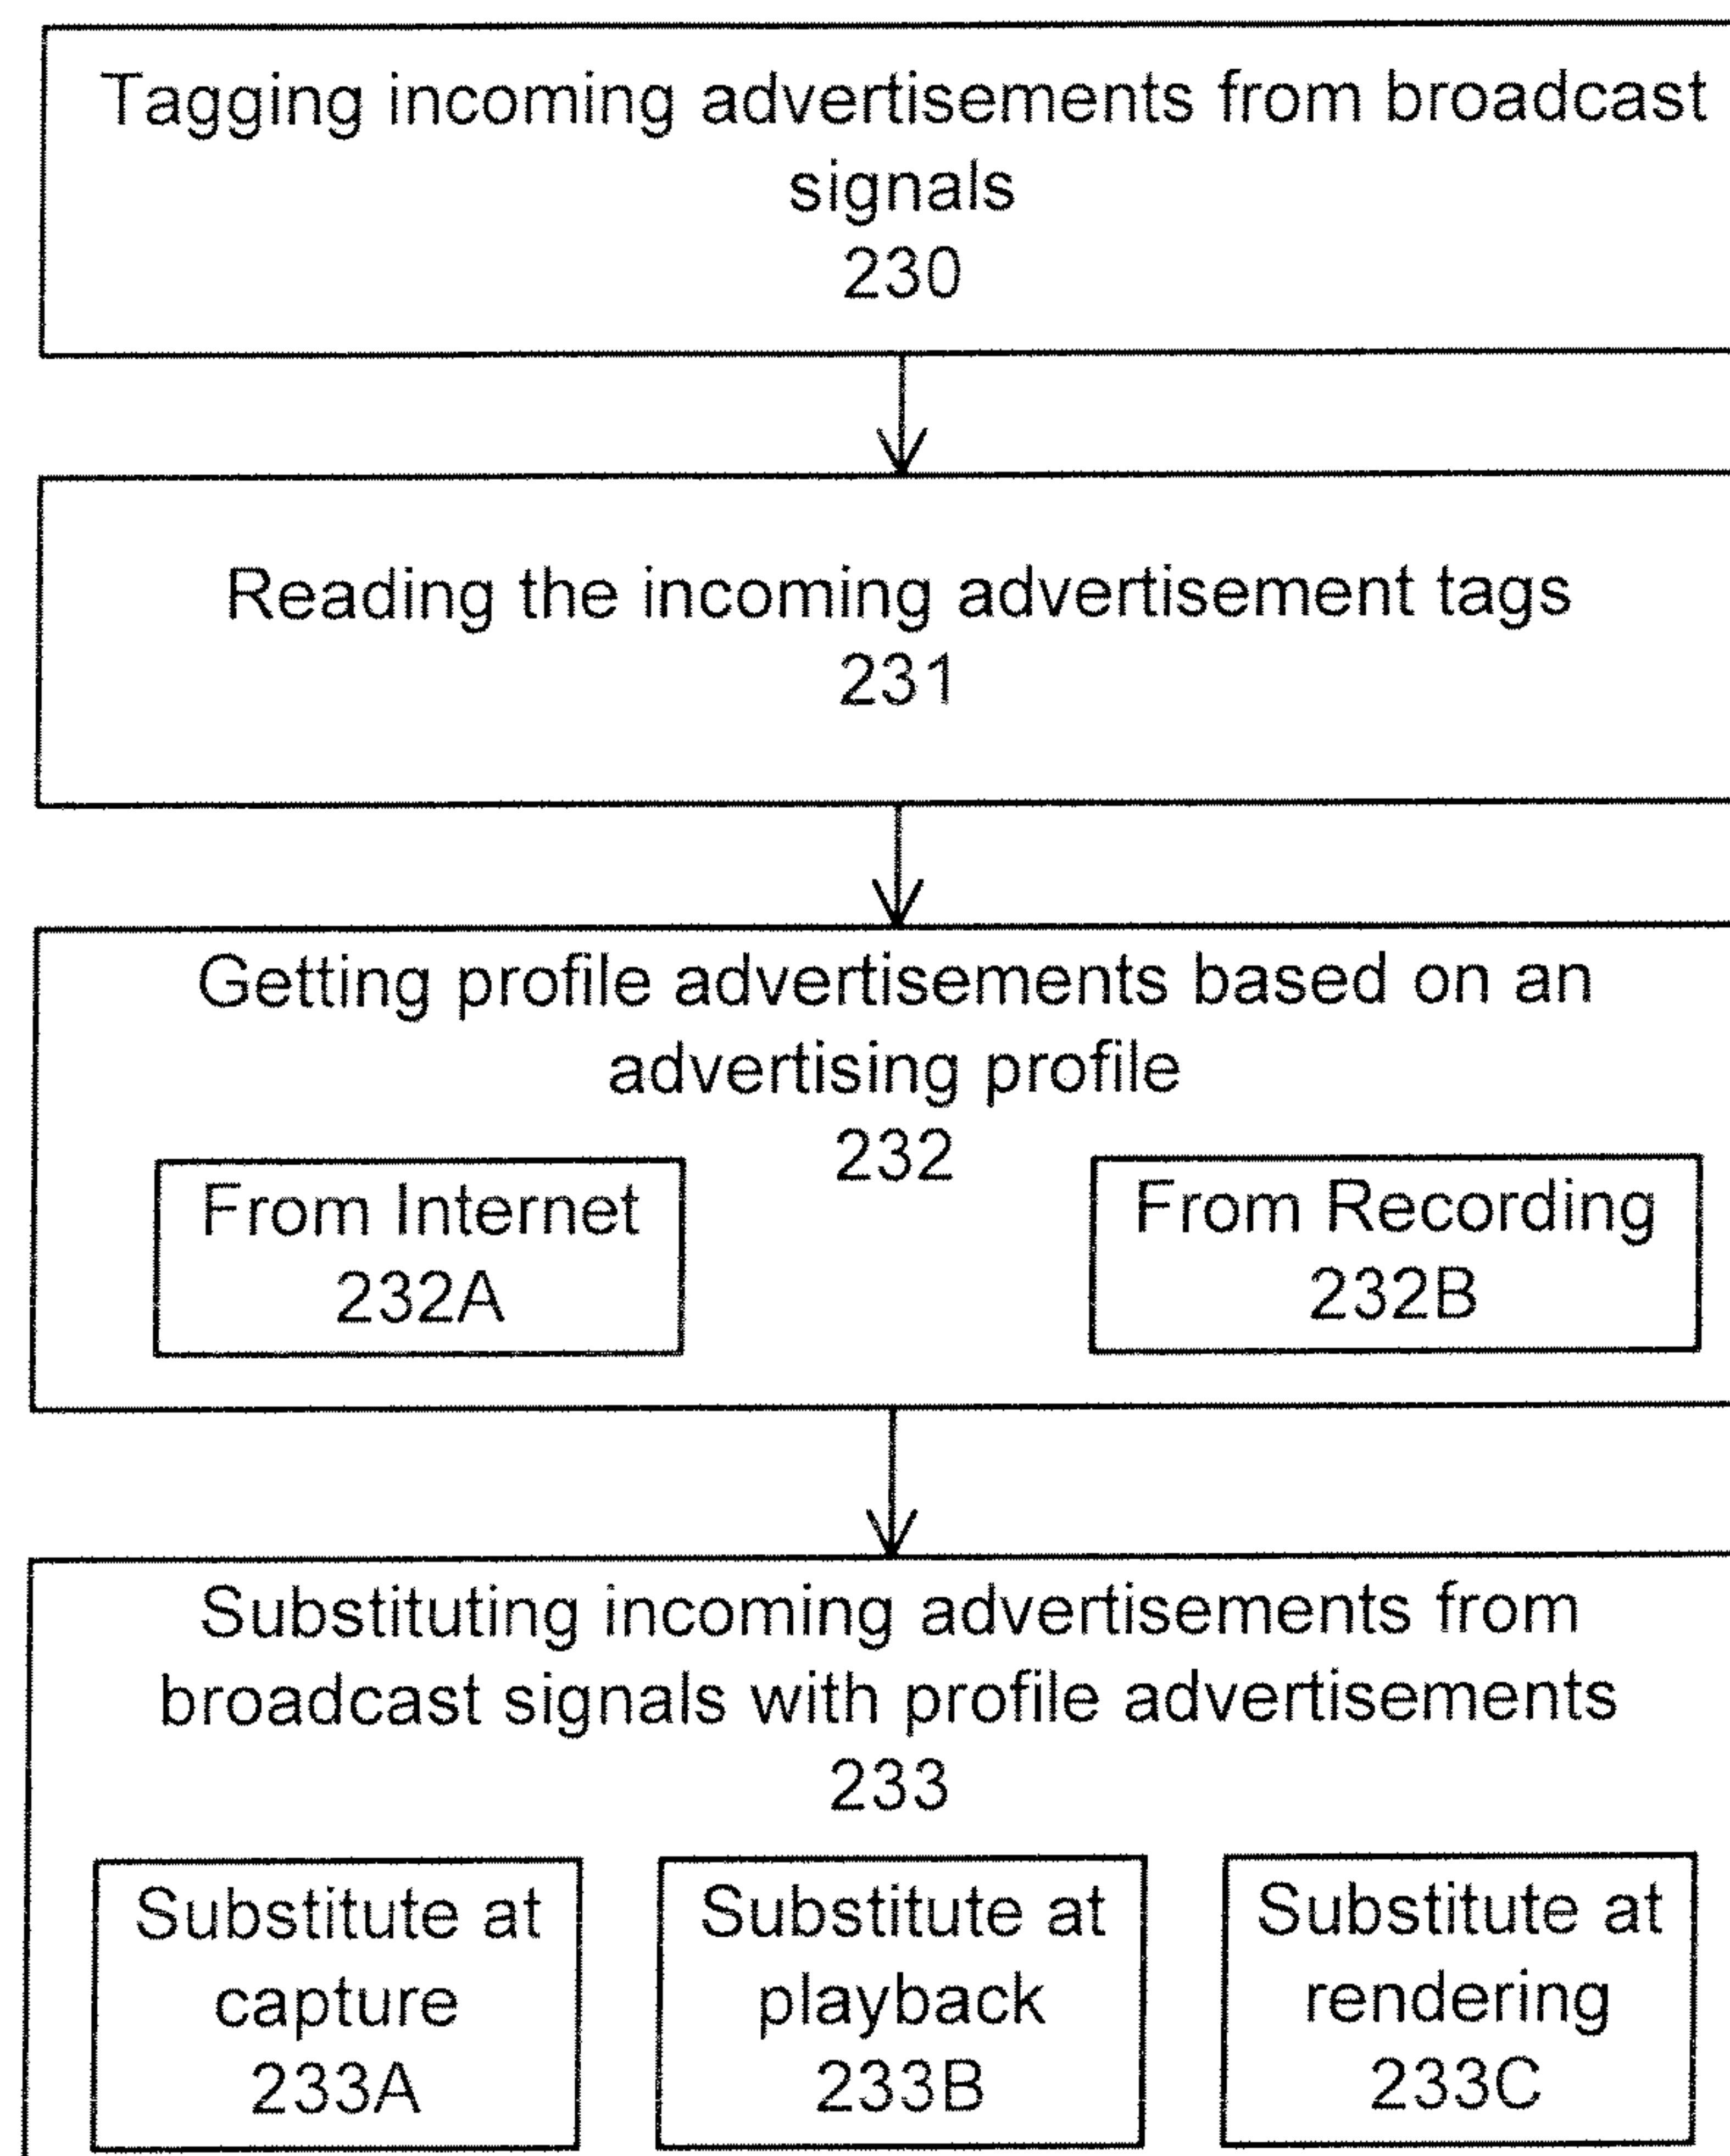 Tagging incoming advertisements from broadcast
signals
230
Reading the incoming advertisement tags
231
Getting profile advertisements based on an
advertising profile
232
From Internet
232A
From Recording
232B
Substituting incoming advertisements from
broadcast signals with profile advertisements
233
Substitute at
capture
233A
Substitute at
playback
233B
Substitute at
rendering
233C